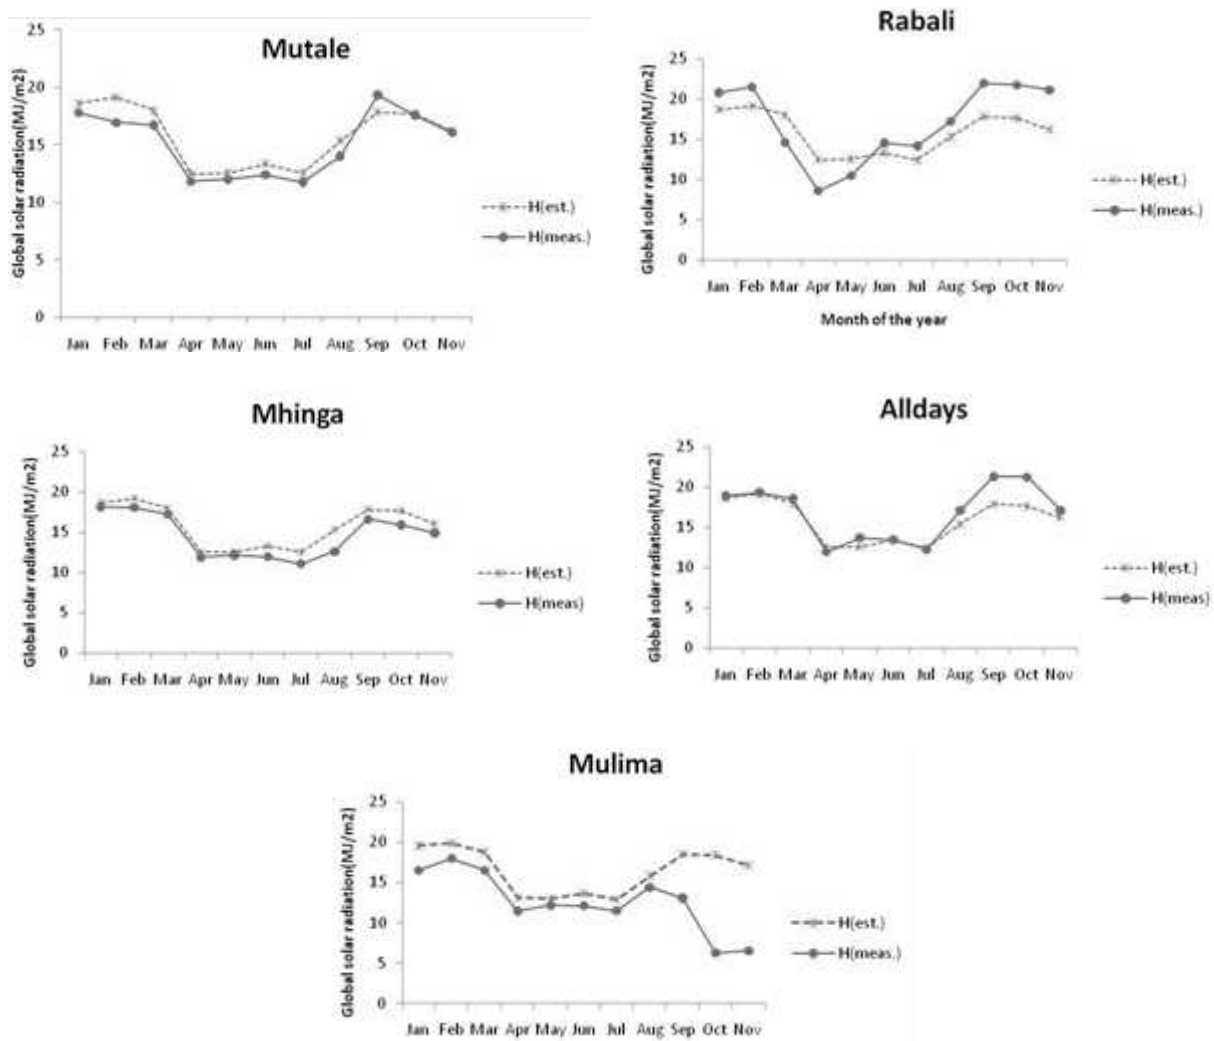 Mutale
Global solar radiation(MJ/m2)
25
20
15
10
5
0
Jan Feb Mar Apr May Jun Jul Aug Sep Oct Nov
H(est.)
H(meas.)
Rabali
Global solar radiation(MJ/m2)
25
20
15
10
5
0
Jan Feb Mar Apr May Jun Jul Aug Sep Oct Nov
Month of the year
H(est.)
H(meas.)
Mhinga
Global solar radiation(MJ/m2)
25
20
15
10
5
0
Jan Feb Mar Apr May Jun Jul Aug Sep Oct Nov
H(est.)
H(meas)
Alldays
Global solar radiation(MJ/m2)
25
20
15
10
5
0
Jan Feb Mar Apr May Jun Jul Aug Sep Oct Nov
H(est.)
H(meas)
Mulima
Global solar radiation(MJ/m2)
25
20
15
10
5
0
Jan Feb Mar Apr May Jun Jul Aug Sep Oct Nov
H(est.)
H(meas.)